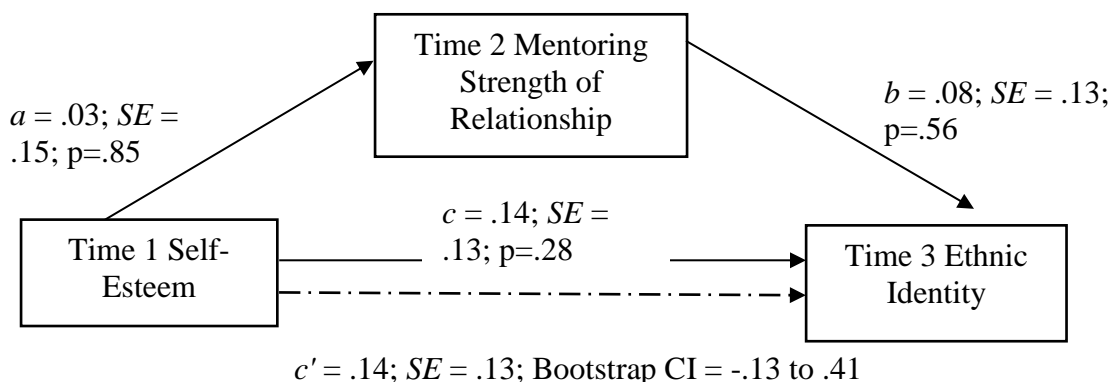 Time 2 Mentoring
Strength of
Relationship
a = .03; SE =
.15; p=.85
b = .08; SE = .13;
p=.56
c = .14; SE =
.13; p=.28
Time 1 Self-
Esteem
Time 3 Ethnic
Identity
c' = .14; SE = .13; Bootstrap CI = -.13 to .41